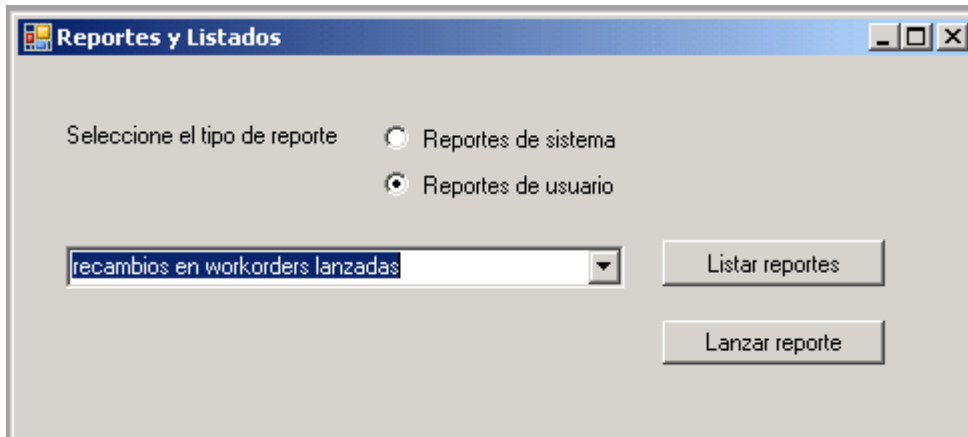 Reportes y Listados
Seleccione el tipo de reporte
Reportes de sistema
Reportes de usuario
recambios en workorders lanzadas
Listar reportes
Lanzar reporte